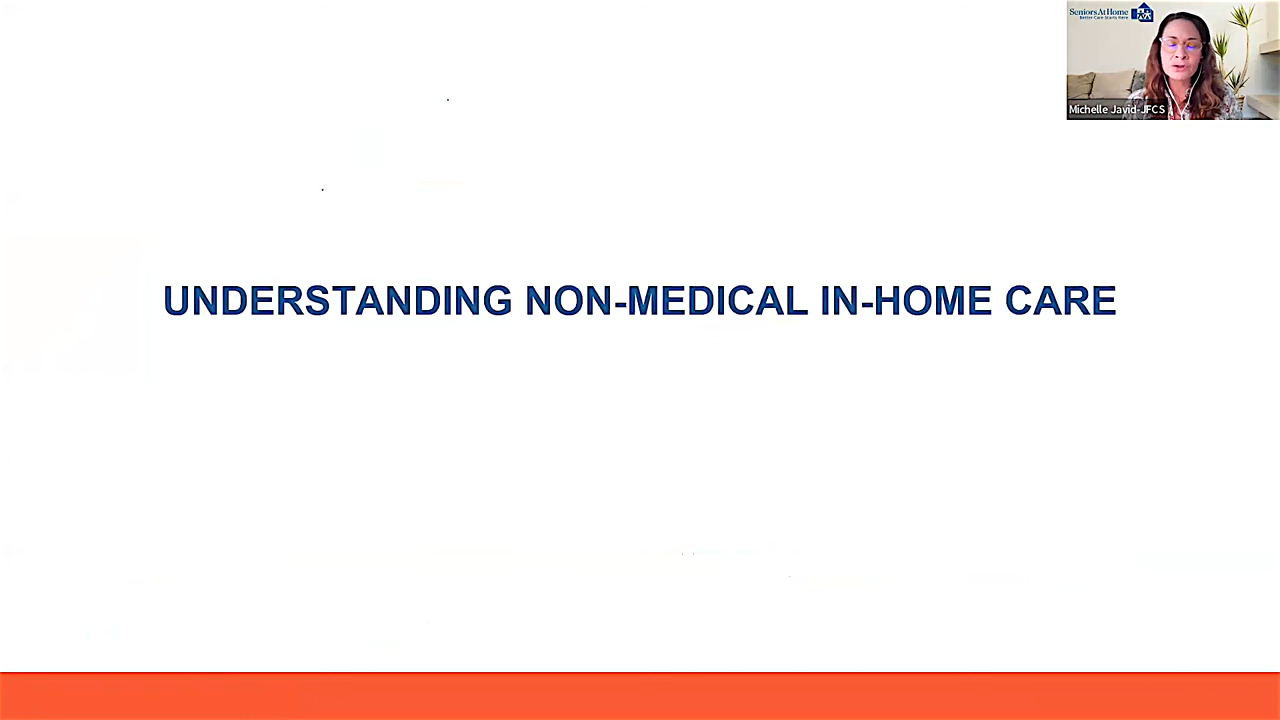 Seniors At Home
Better Care Starts Here
Michelle Javid-JFCS
UNDERSTANDING NON-MEDICAL IN-HOME CARE